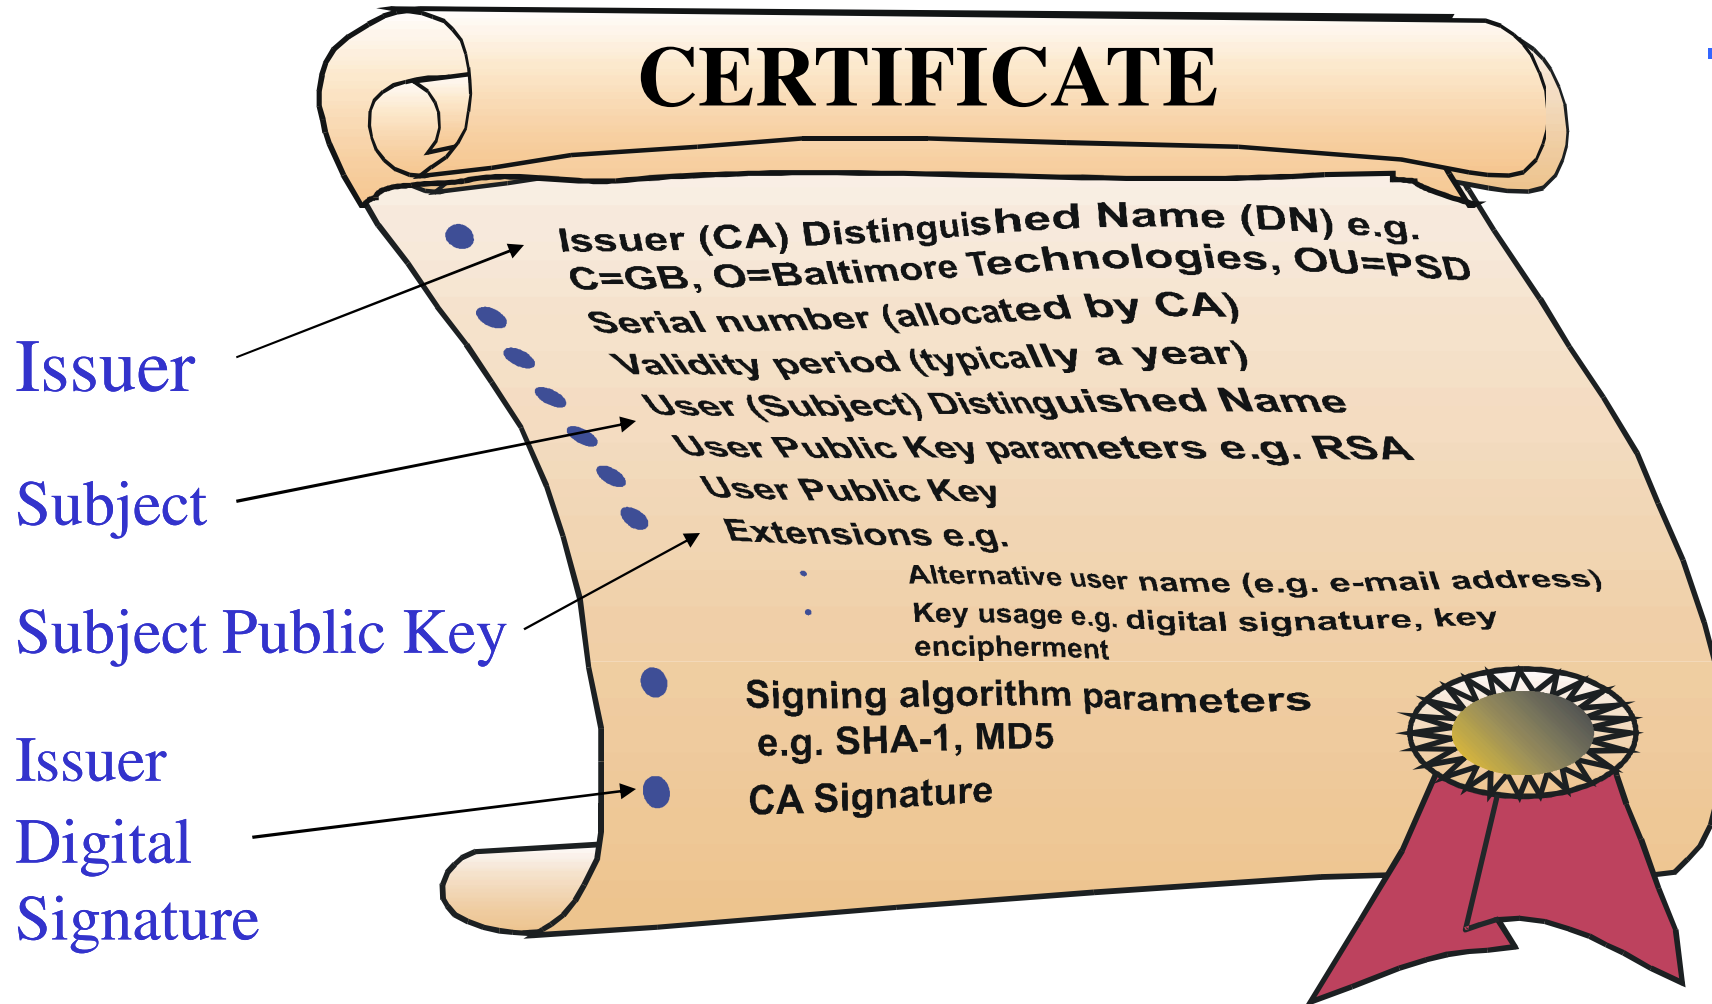 CERTIFICATE
Issuer (CA) Distinguished Name (DN) e.g.
C=GB, O=Baltimore Technologies, OU=PSD
Serial number (allocated by CA)
Validity period (typically a year)
User (Subject) Distinguished Name
User Public Key parameters e.g. RSA
User Public Key
Extensions e.g.
Alternative user name (e.g. e-mail address)
Key usage e.g. digital signature, key
encipherment
Signing algorithm parameters
e.g. SHA-1, MD5
CA Signature
Issuer
Subject
Subject Public Key
Issuer
Digital
Signature